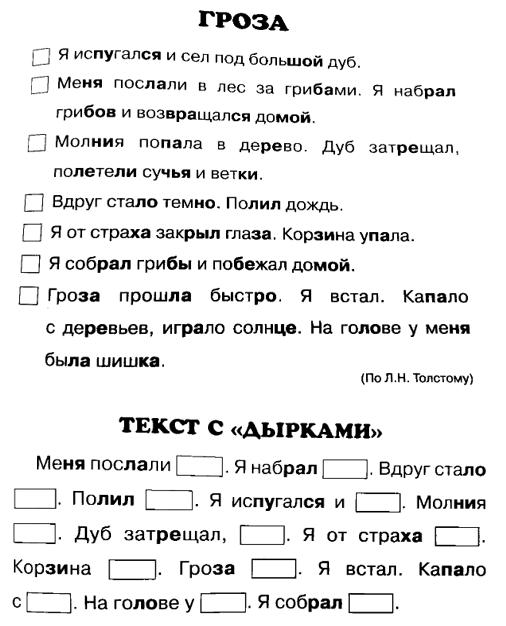 ГРОЗА
Я испугался и сел под большой дуб.
Меня послали в лес за грибами. Я набрал
грибов и возвращался домой.
Молния попала в дерево. Дуб затрещал,
полетели сучья и ветки.
Вдруг стало темно. Полил дождь.
Я от страха закрыл глаза. Корзина упала.
Я собрал грибы и побежал домой.
Гроза прошла быстро. Я встал. Капало
с деревьев, играло солнце. На голове у меня
была шишка.
(По Л.Н. Толстому)
ТЕКСТ С «ДЫРКАМИ»
Меня послали . Я набрал . Вдруг стало
. Полил . Я испугался и . Молния
. Дуб затрещал, . Я от страха .
Корзина . Гроза . Я встал. Капало
с . На голове у . Я собрал .